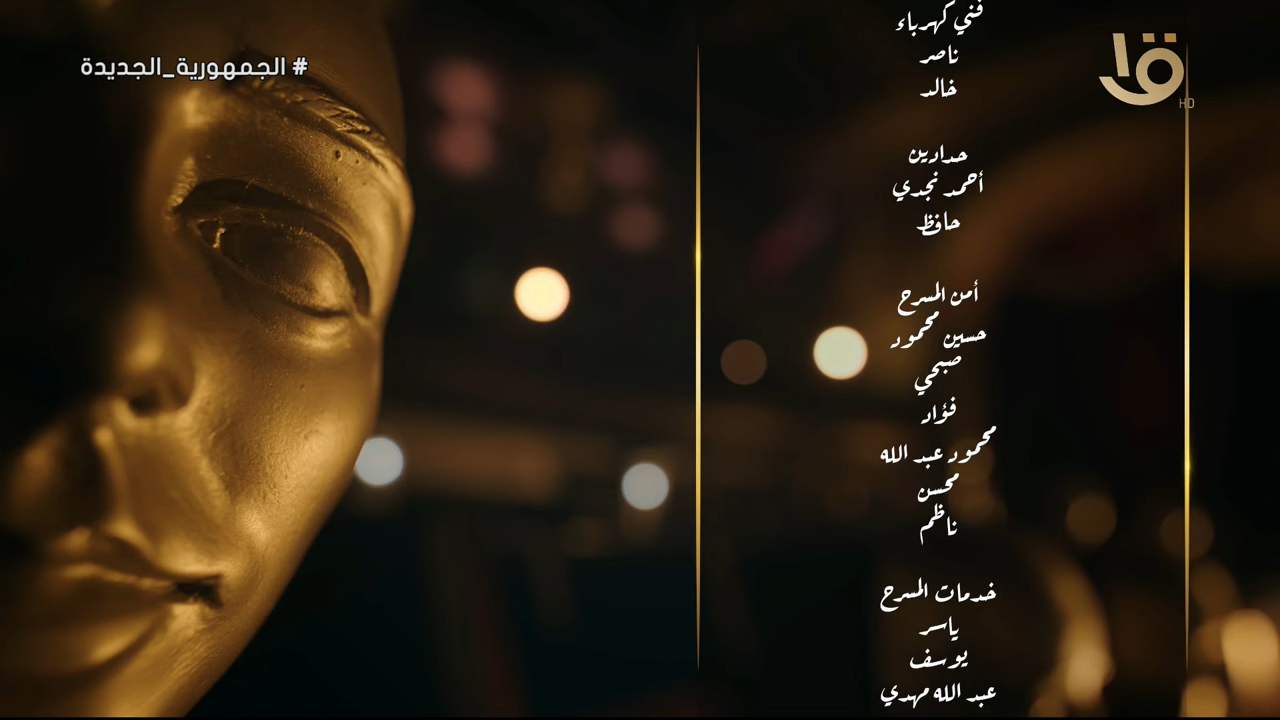 # الجمهورية_الجديدة
HD
فني كهرباء
ناصر
خالد
حدادين
أحمد نجدي
حافظ
أمن المسرح
حسين محمود
صبحي
فؤاد
محمود عبد الله
محسن
ناظم
خدمات المسرح
ياسر
يوسف
عبد الله مهدي